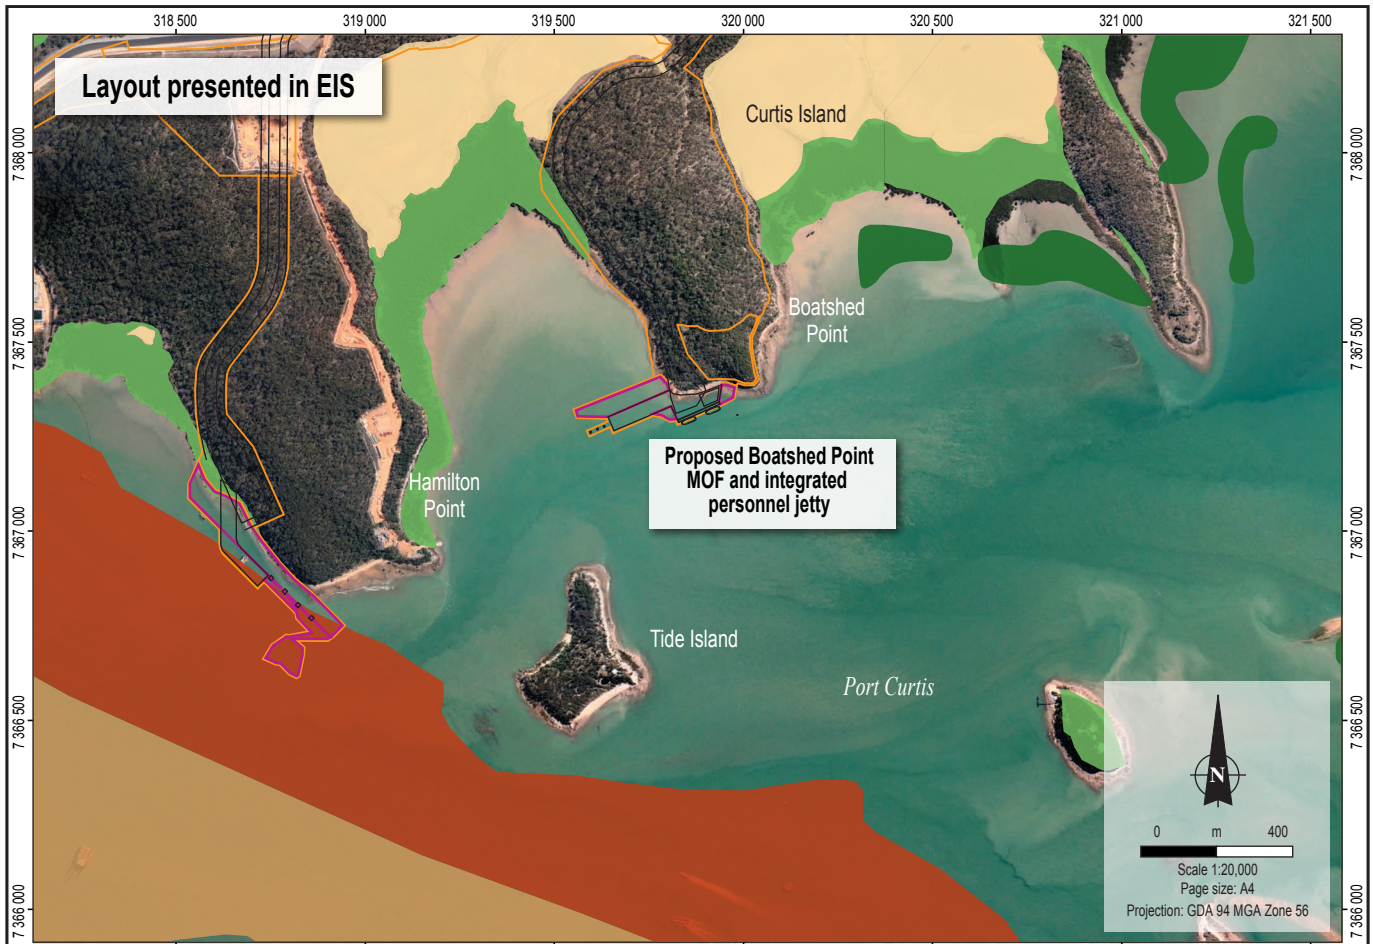 318 500
319 000
319 500
320 000
320 500
321 000
321 500
Layout presented in EIS
Curtis Island
7 368 000
7 368 000
Boatshed
Point
7 367 500
7 367 500
Proposed Boatshed Point
MOF and integrated
personnel jetty
Hamilton
Point
7 367 000
7 367 000
Tide Island
Port Curtis
7 366 500
7 366 500
N
0 m 400
Scale 1:20,000
Page size: A4
Projection: GDA 94 MGA Zone 56
7 366 000
7 366 000